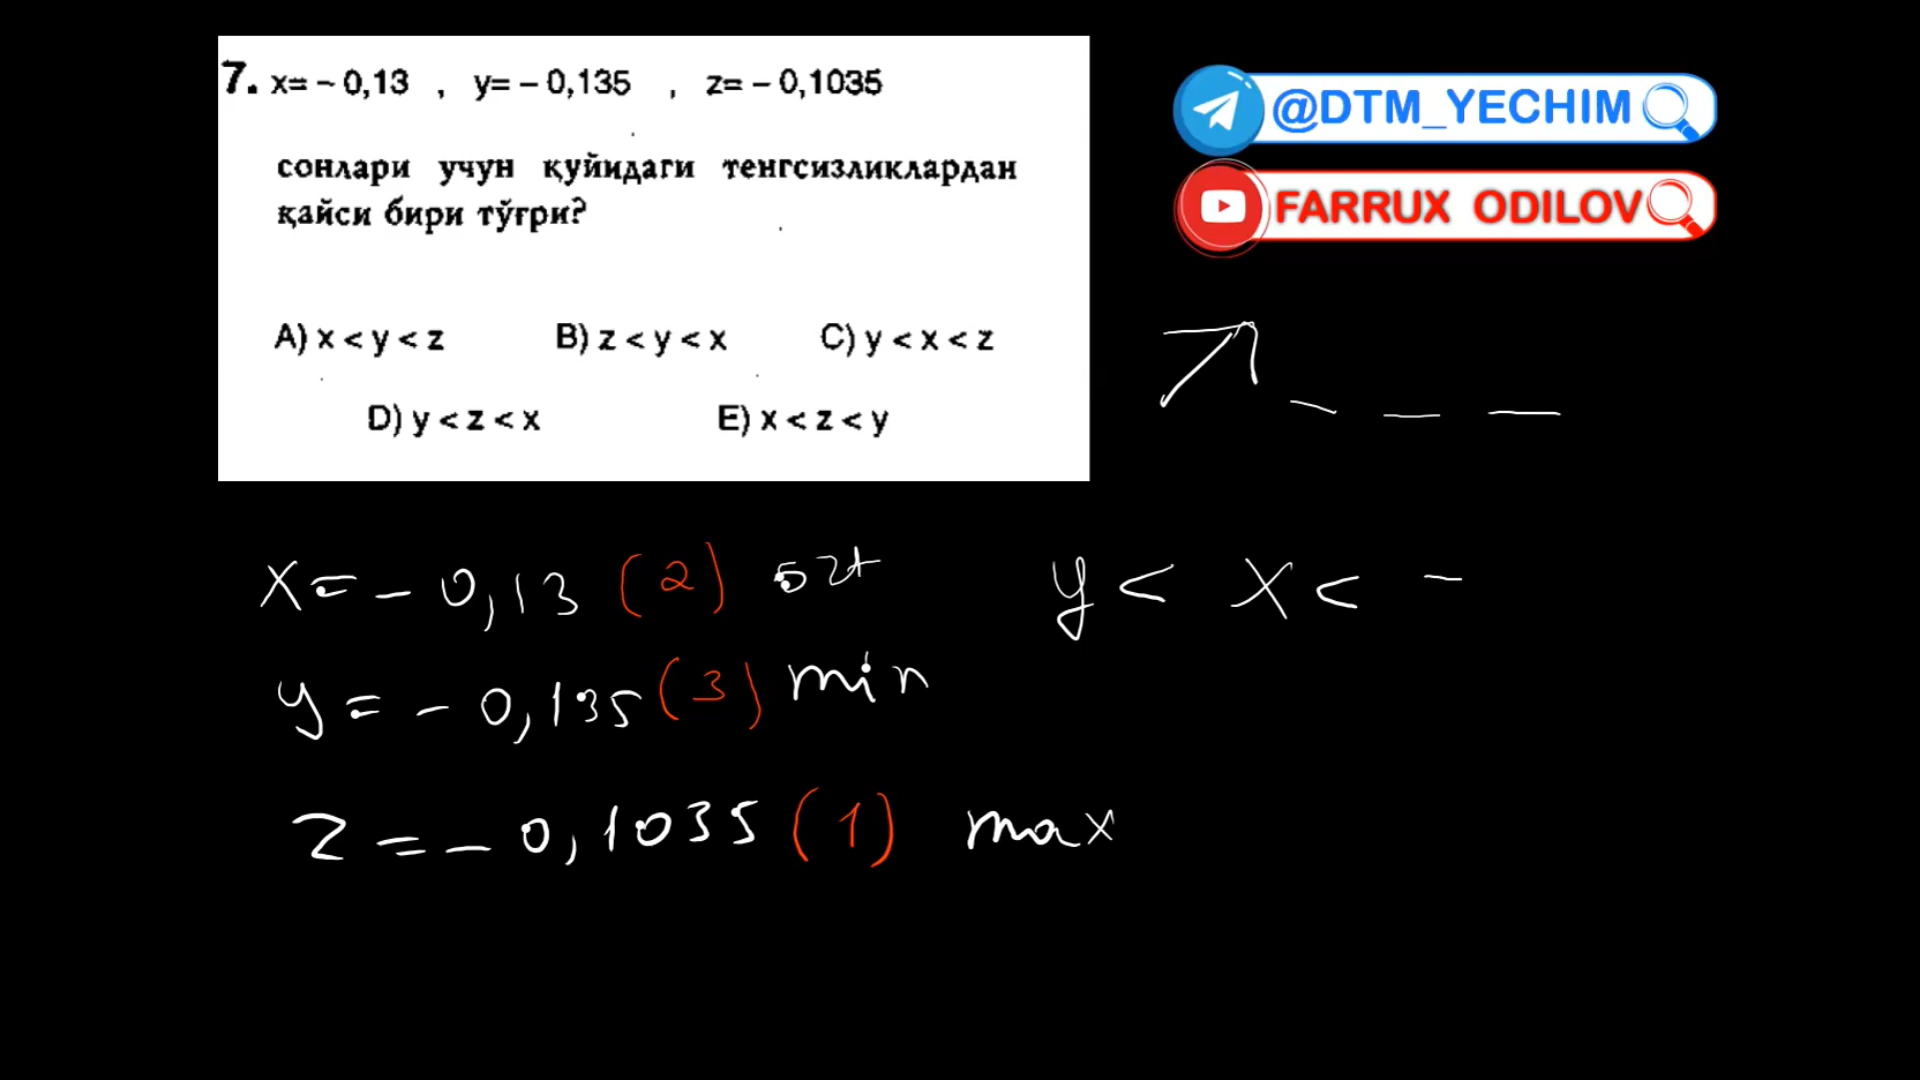 7. x= – 0,13 , y= – 0,135 , z= – 0,1035
сонлари учун қуйидаги тенгсизликлардан
қайси бири тўғри?
A) x < y < z B) z < y < x C) y < x < z
D) y < z < x E) x < z < y
@DTM_YECHIM
FARRUX ODILOV
x = - 0,13 (2)
y < x <
y = - 0,135 (3) min
z = - 0,1035 (1) max